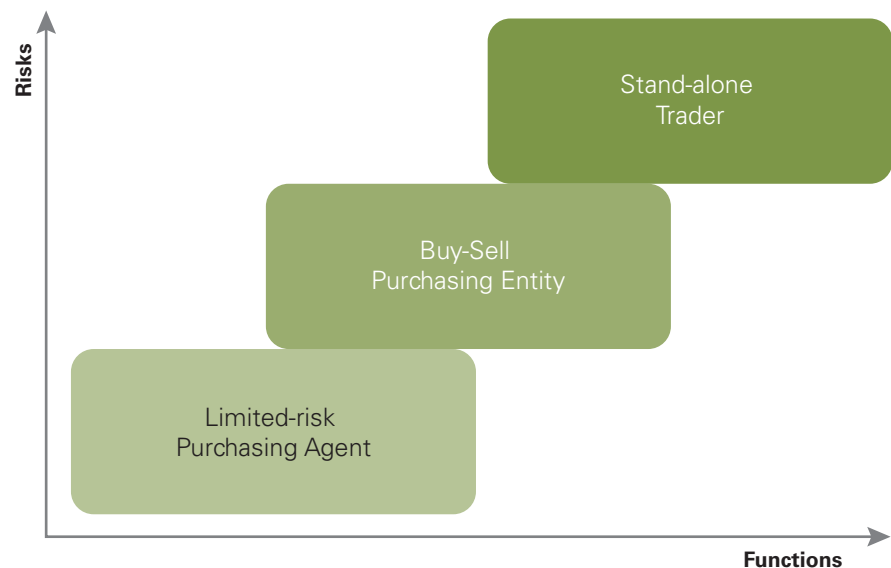 Risks
Stand-alone
Trader
Buy-Sell
Purchasing Entity
Limited-risk
Purchasing Agent
Functions